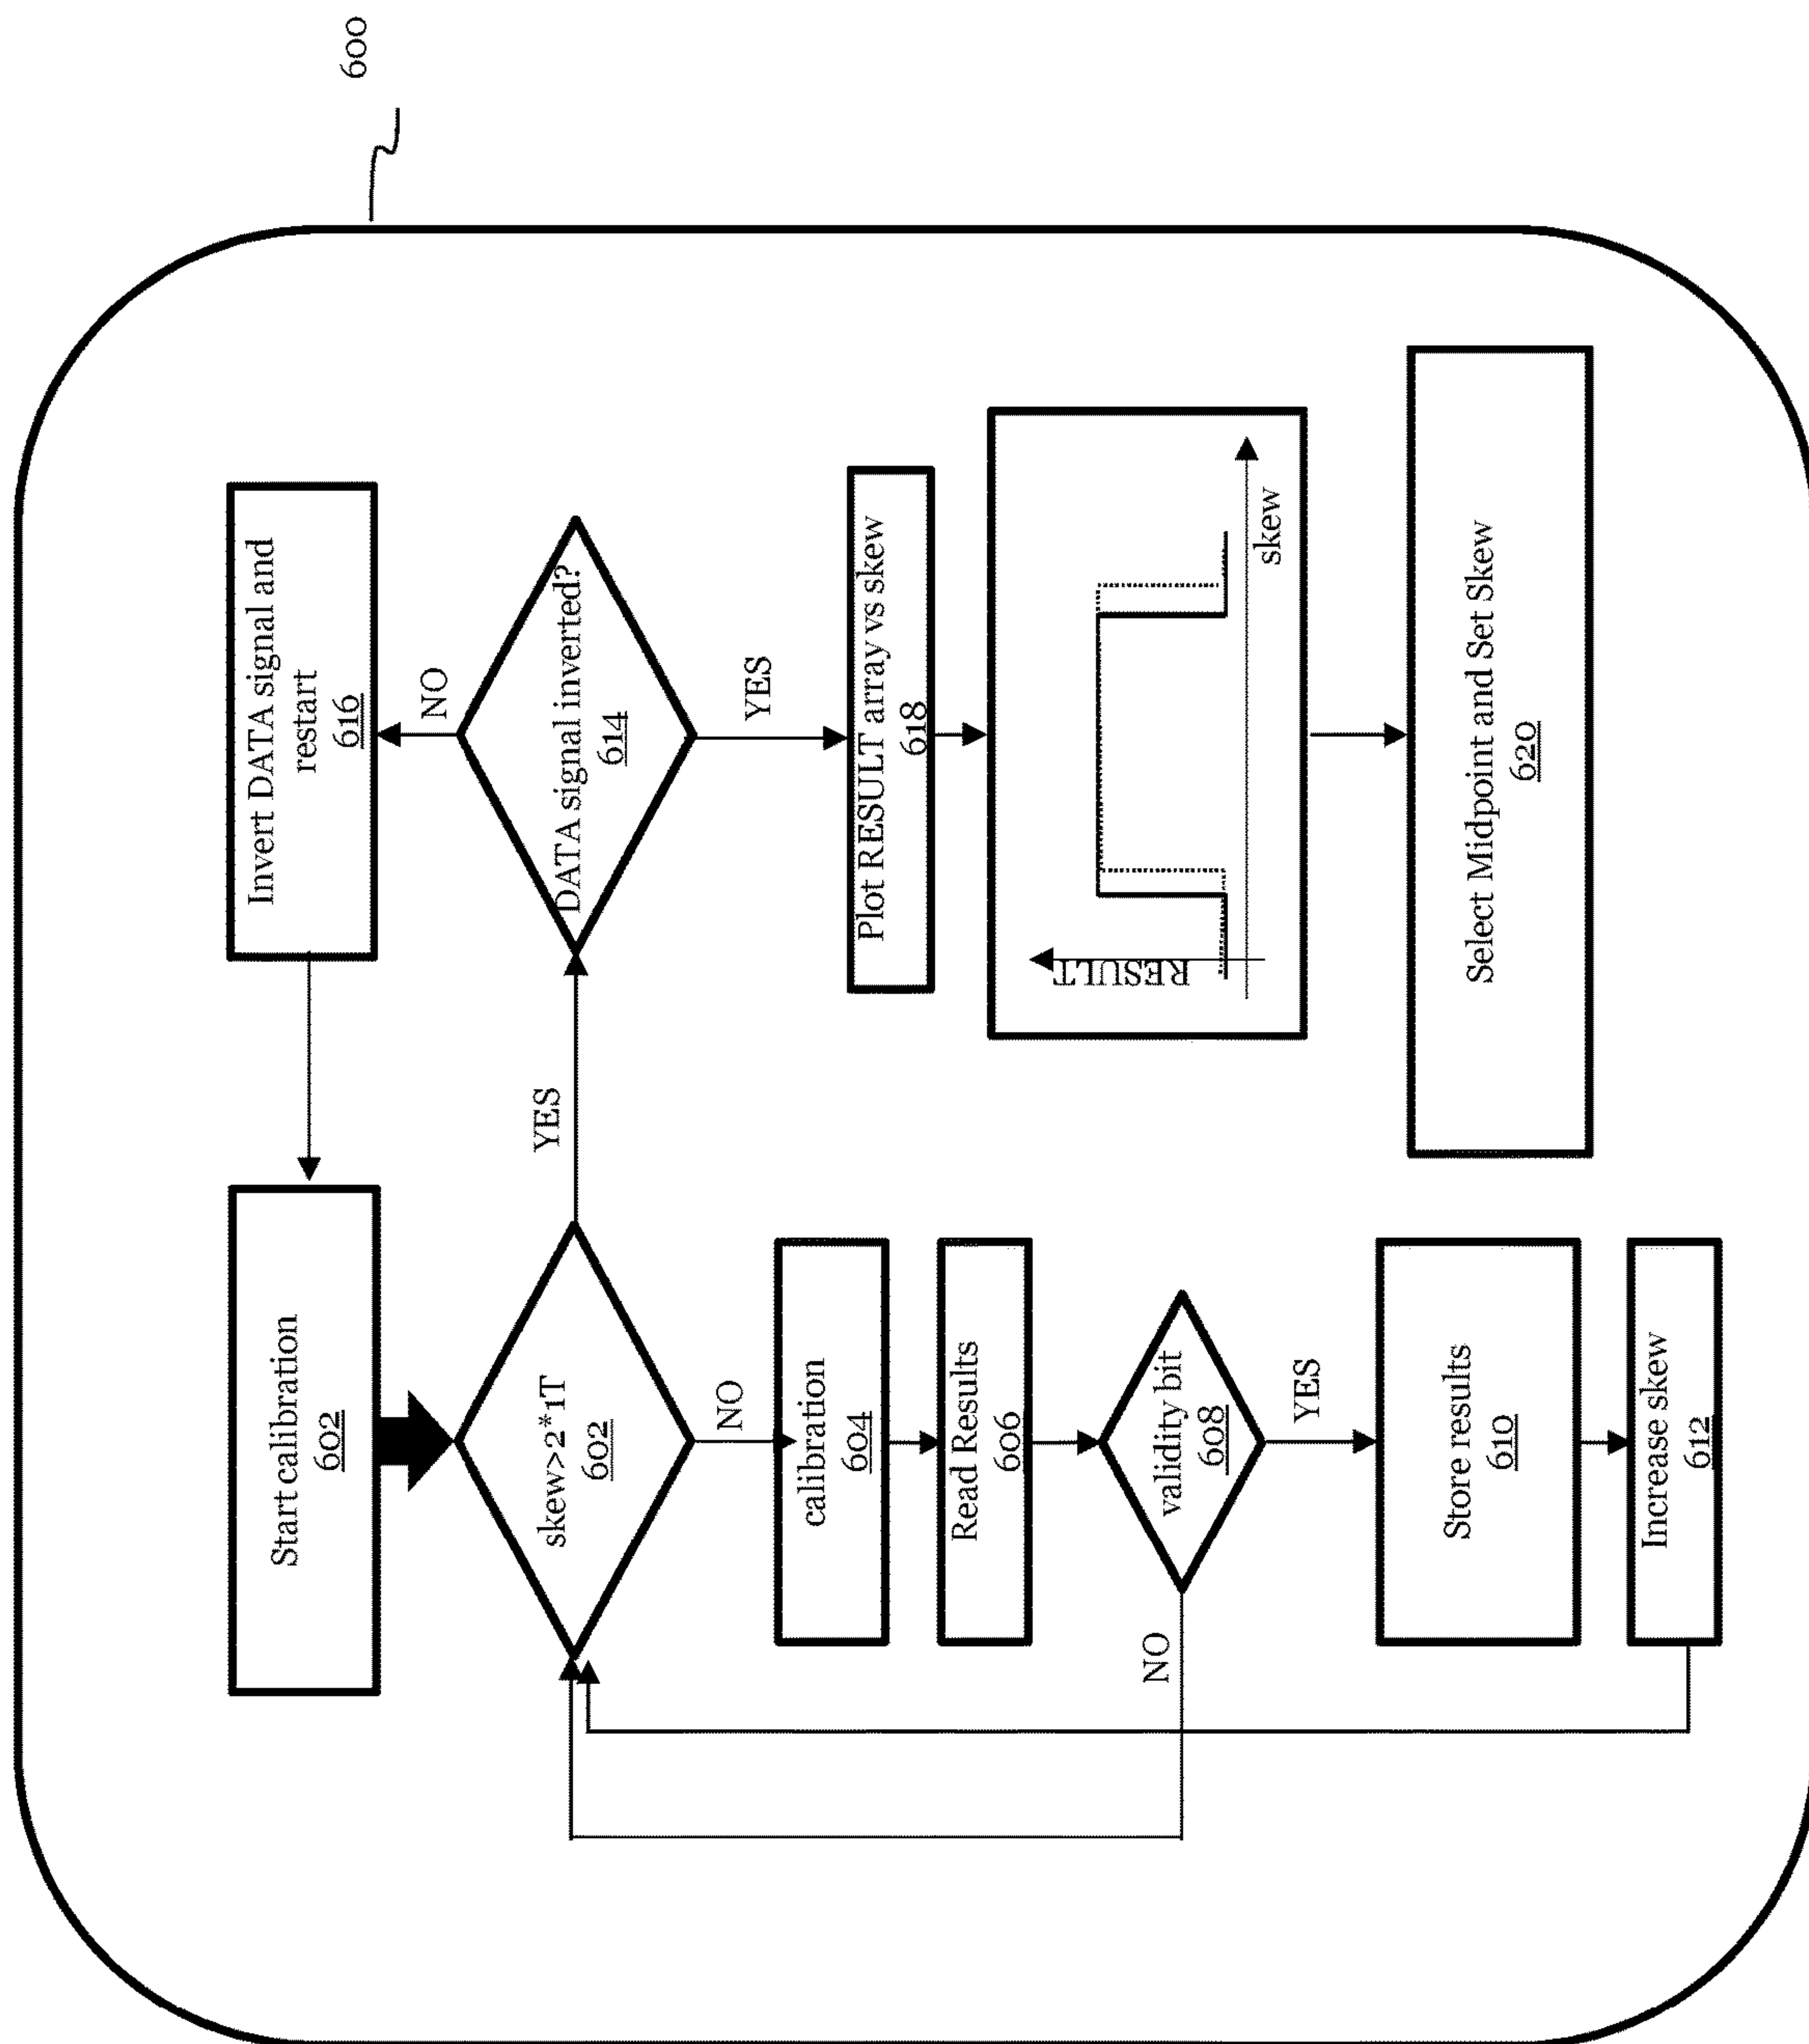 600
Start calibration
602
skew>2*1T
602
NO
calibration
604
Read Results
606
validity bit
608
NO
YES
Store results
610
Increase skew
612
YES
Invert DATA signal and
restart
616
NO
DATA signal inverted?
614
YES
Plot RESULT array vs skew
618
RESULT
skew
Select Midpoint and Set Skew
620